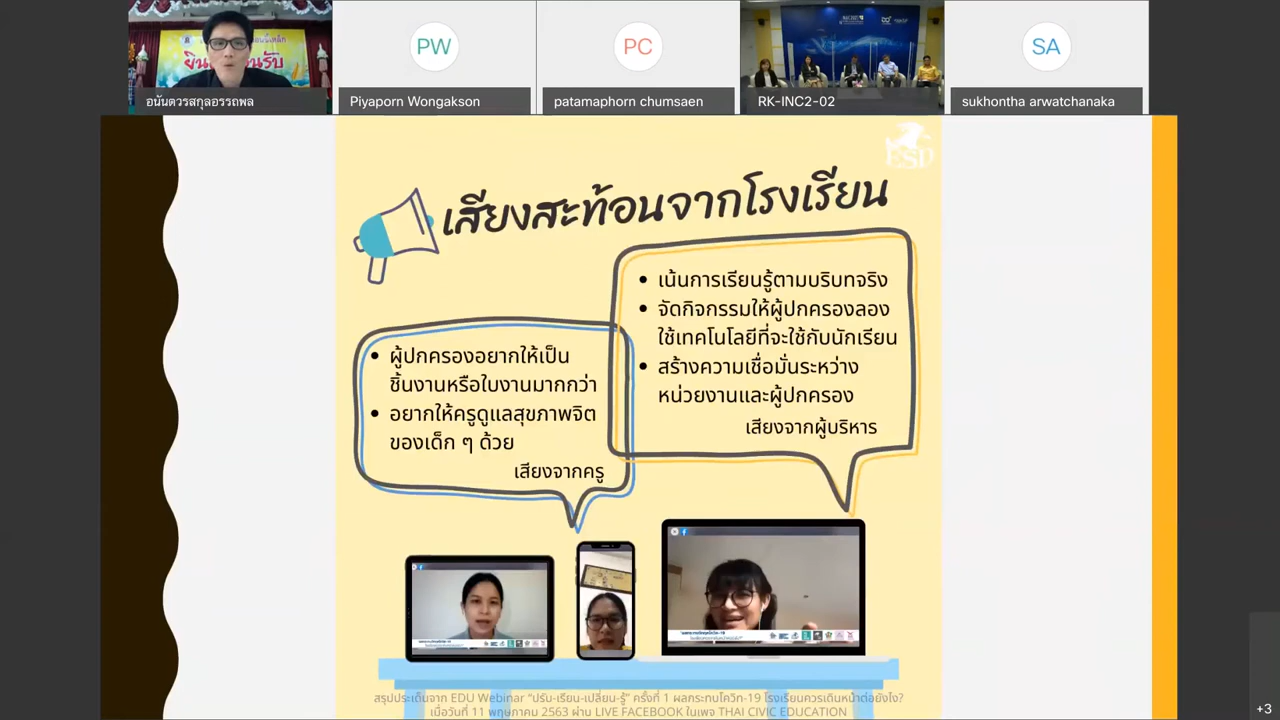 PW
PC
SA
ยินดีต้อนรับ
อนันตวรสกุลอรรถพล
Piyaporn Wongakson
patamaphorn chumsaen
RK-INC2-02
sukhontha arwatchanaka
ESD
เสียงสะท้อนจากโรงเรียน
• ผู้ปกครองอยากให้เป็น
ชิ้นงานหรือใบงานมากกว่า
• อยากให้ครูดูแลสุขภาพจิต
ของเด็ก ๆ ด้วย
เสียงจากครู
• เน้นการเรียนรู้ตามบริบทจริง
• จัดกิจกรรมให้ผู้ปกครองลอง
ใช้เทคโนโลยีที่จะใช้กับนักเรียน
• สร้างความเชื่อมั่นระหว่าง
หน่วยงานและผู้ปกครอง
เสียงจากผู้บริหาร
สรุปประเด็นจาก EDU Webinar "ปรับ-เรียน-เปลี่ยน-รู้" ครั้งที่ 1 ผลกระทบโควิท-19 โรงเรียนควรเดินหน้าต่อยังไง?
เมื่อวันที่ 11 พฤษภาคม 2563 ผ่าน LIVE FACEBOOK ในเพจ THAI CIVIC EDUCATION
+3